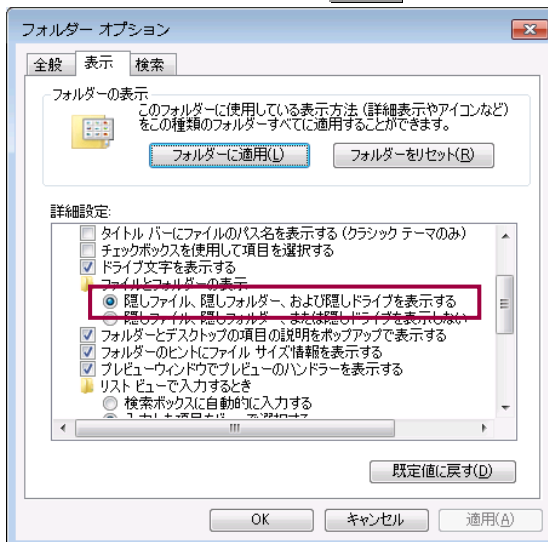 フォルダー オプション
全般 表示 検索
フォルダーの表示
このフォルダーに使用している表示方法 (詳細表示やアイコンなど)
をこの種類のフォルダーすべてに適用することができます。
フォルダーに適用(L) フォルダーをリセット(R)
詳細設定:
タイトル バーにファイルのパス名を表示する (クラシック テーマのみ)
チェックボックスを使用して項目を選択する
ドライブ文字を表示する
ファイルとフォルダーの表示
隠しファイル、隠しフォルダー、および隠しドライブを表示する
隠しファイル、隠しフォルダー、または隠しドライブを表示しない
フォルダーとデスクトップの項目の説明をポップアップで表示する
フォルダーのヒントにファイル サイズ情報を表示する
プレビューウィンドウでプレビューのハンドラーを表示する
リスト ビューで入力するとき
検索ボックスに自動的に入力する
既定値に戻す(D)
OK キャンセル 適用(A)